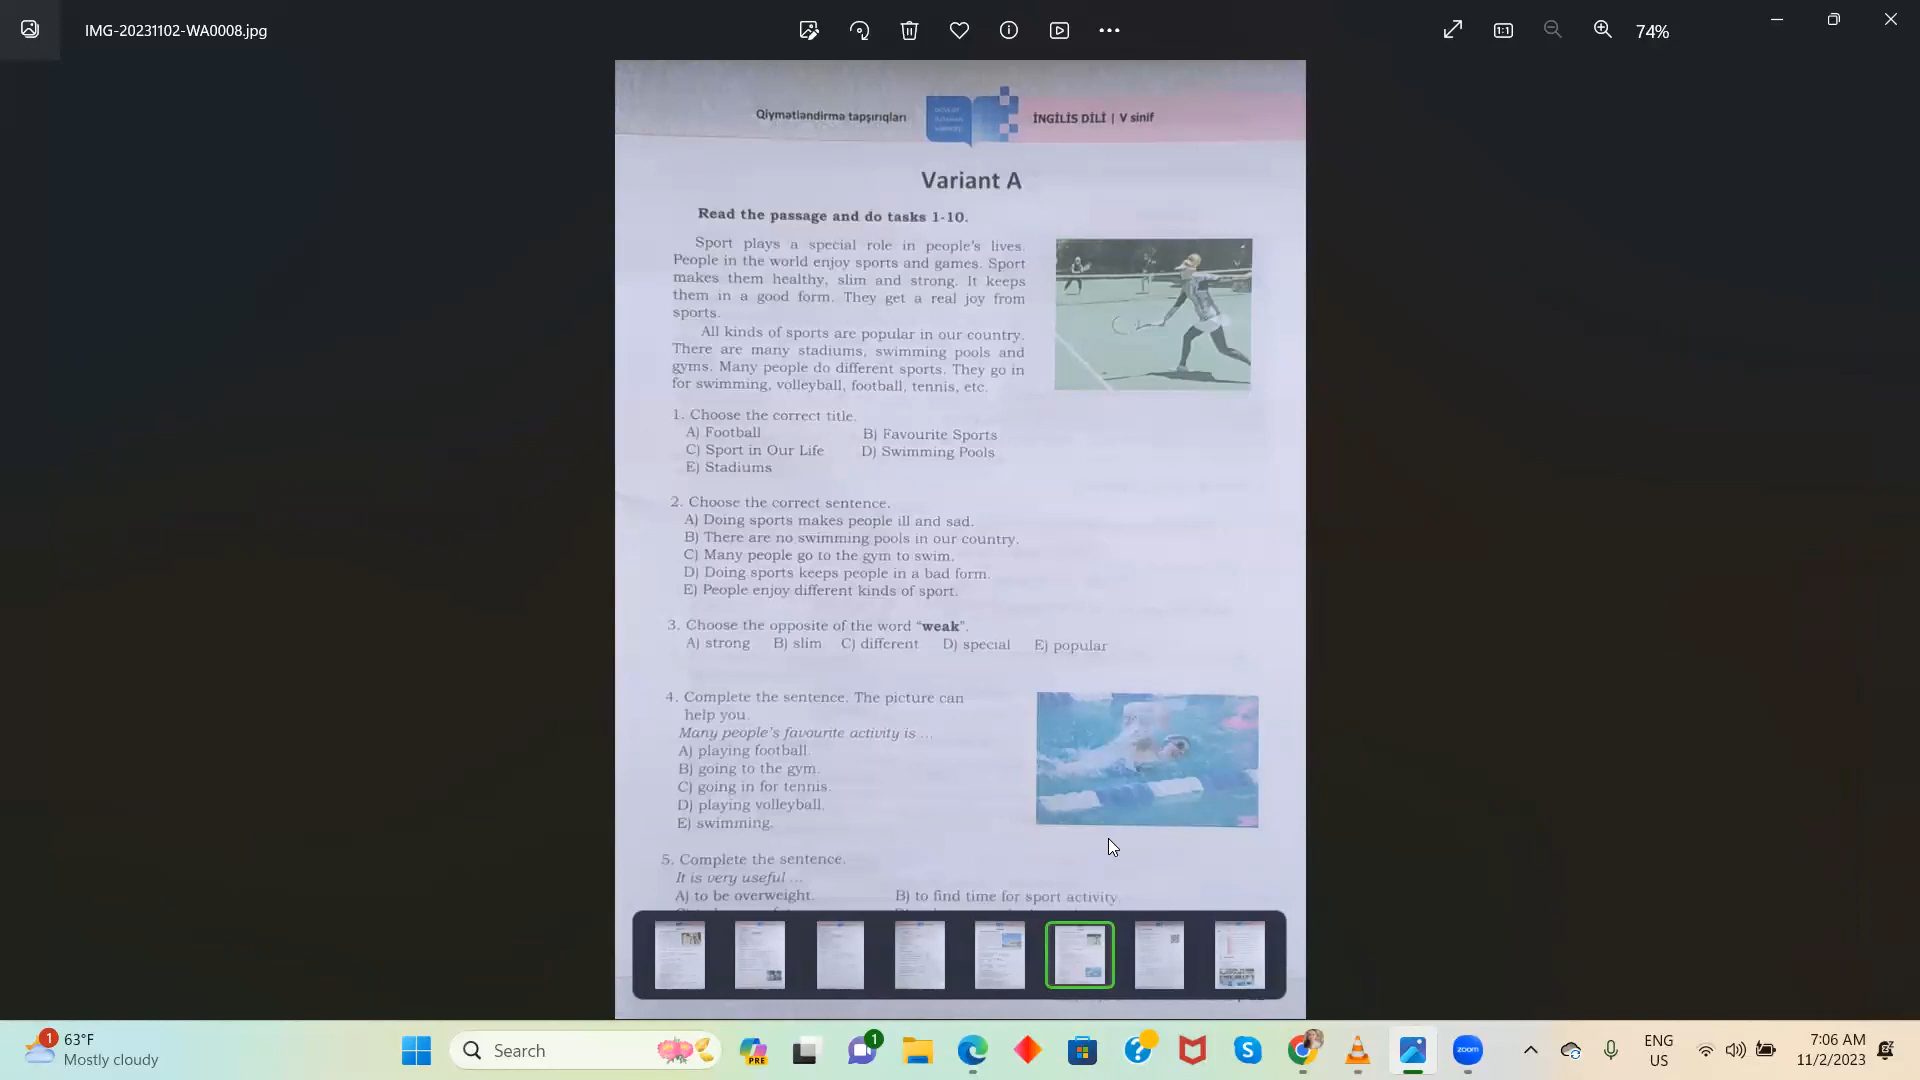 IMG-20231102-WA0008.jpg
74%
Qiymətləndirmə tapşırıqları
DÖVLƏT
İMTAHAN
MƏRKƏZİ
İNGİLİS DİLİ | V sinif
Variant A
Read the passage and do tasks 1-10.
Sport plays a special role in people's lives.
People in the world enjoy sports and games. Sport
makes them healthy, slim and strong. It keeps
them in a good form. They get a real joy from
sports.
All kinds of sports are popular in our country.
There are many stadiums, swimming pools and
gyms. Many people do different sports. They go in
for swimming, volleyball, football, tennis, etc.
1. Choose the correct title.
A) Football B) Favourite Sports
C) Sport in Our Life D) Swimming Pools
E) Stadiums
2. Choose the correct sentence.
A) Doing sports makes people ill and sad.
B) There are no swimming pools in our country.
C) Many people go to the gym to swim.
D) Doing sports keeps people in a bad form.
E) People enjoy different kinds of sport.
3. Choose the opposite of the word “weak”.
A) strong B) slim C) different D) special E) popular
4. Complete the sentence. The picture can
help you.
Many people's favourite activity is ...
A) playing football.
B) going to the gym.
C) going in for tennis.
D) playing volleyball.
E) swimming.
5. Complete the sentence.
It is very useful ...
A) to be overweight. B) to find time for sport activity.
1
63°F
Mostly cloudy
Search
PRE
1
zoom
ENG
US
7:06 AM
11/2/2023